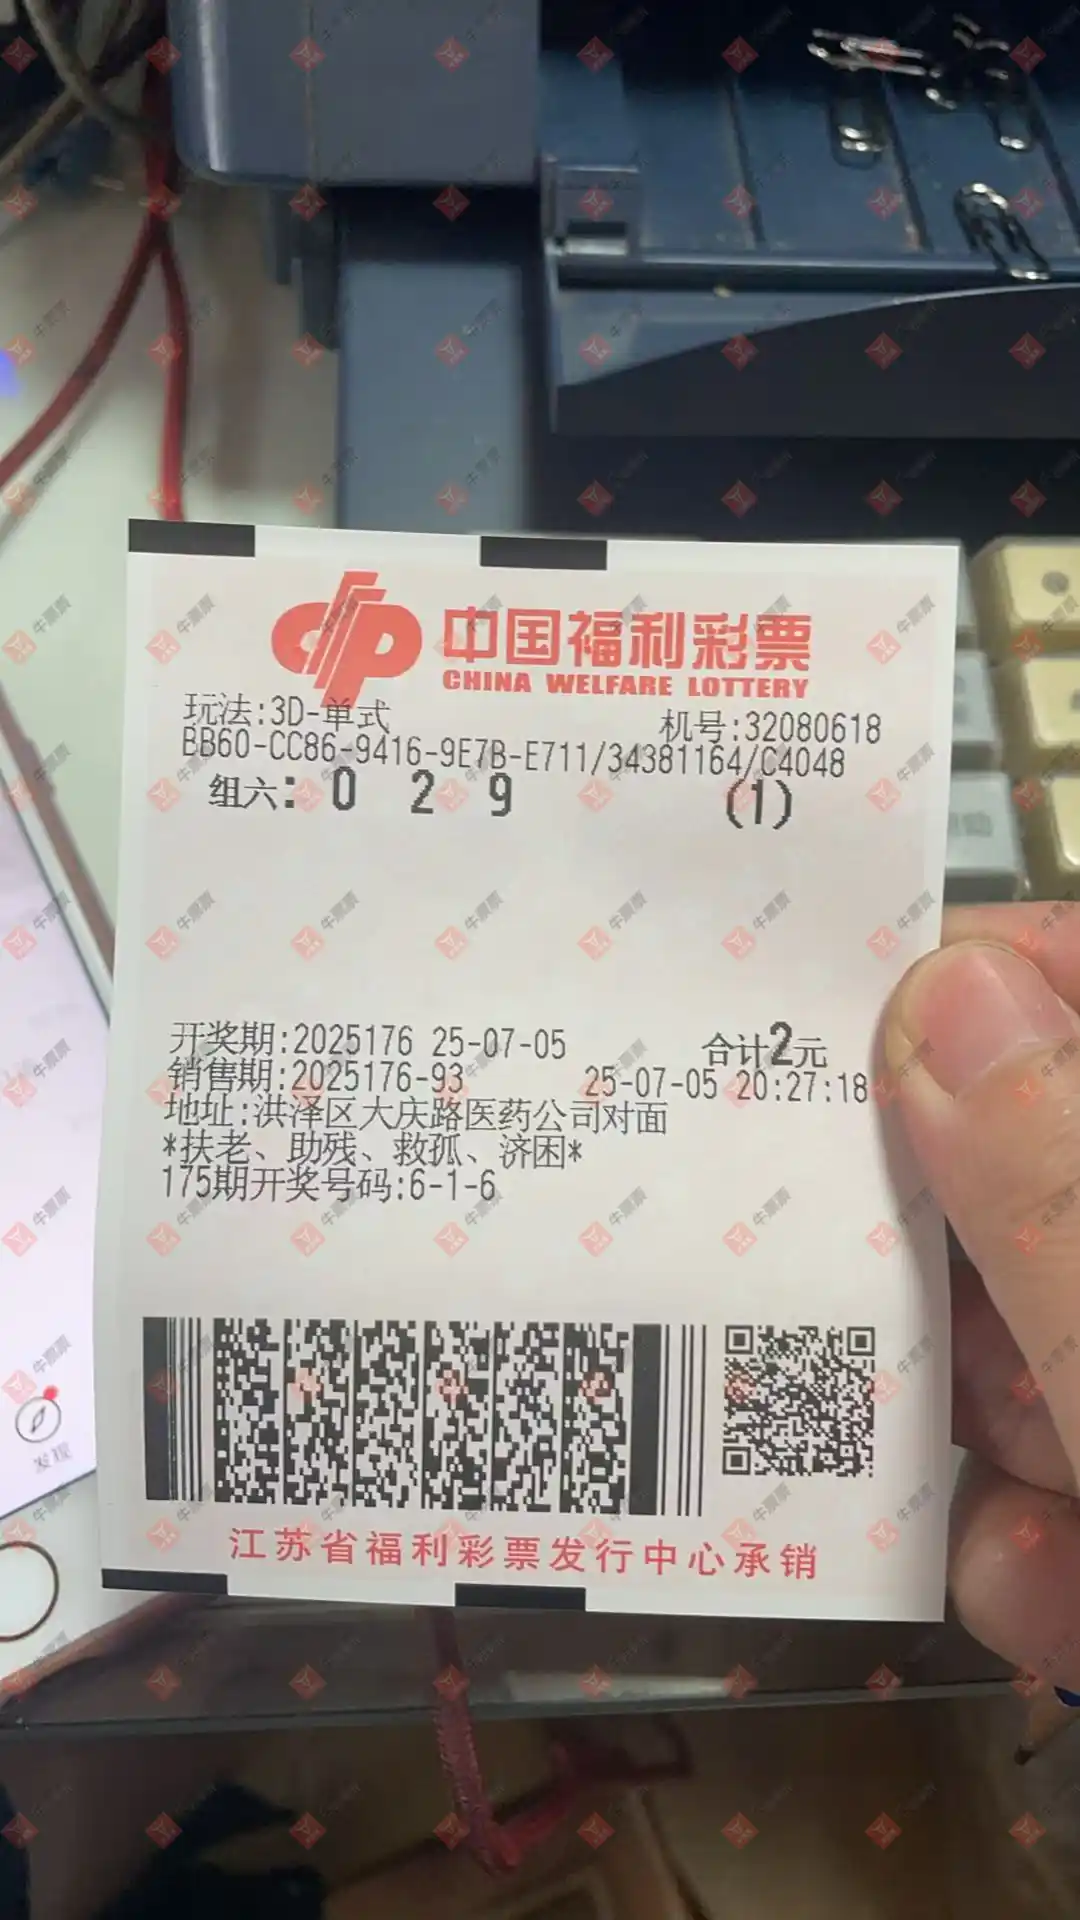 中国福利彩票
CHINA WELFARE LOTTERY
玩法:3D-单式 机号:32080618
BB60-CC86-9416-9E7B-E711/34381164/C4048
组六: 0 2 9 (1)
开奖期:2025176 25-07-05 合计2元
销售期:2025176-93 25-07-05 20:27:18
地址:洪泽区大庆路医药公司对面
*扶老、助残、救孤、济困*
175期开奖号码:6-1-6
江苏省福利彩票发行中心承销
发现
牛票票